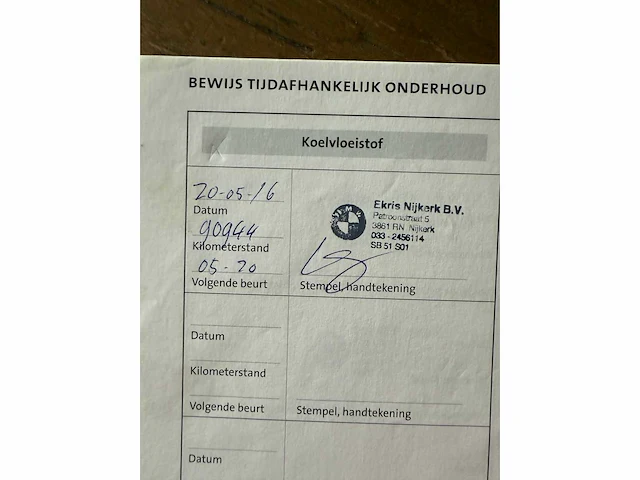 BEWIJS TIJDAFHANKELIJK ONDERHOUD
Koelvloeistof
20-05-16
Datum
90944
Kilometerstand
05-20
Volgende beurt
BMW
Ekris Nijkerk B.V.
Patroonstraat 5
3861 RN Nijkerk
033-2456114
SB 51 S01
Stempel, handtekening
Datum
Kilometerstand
Volgende beurt
Stempel, handtekening
Datum